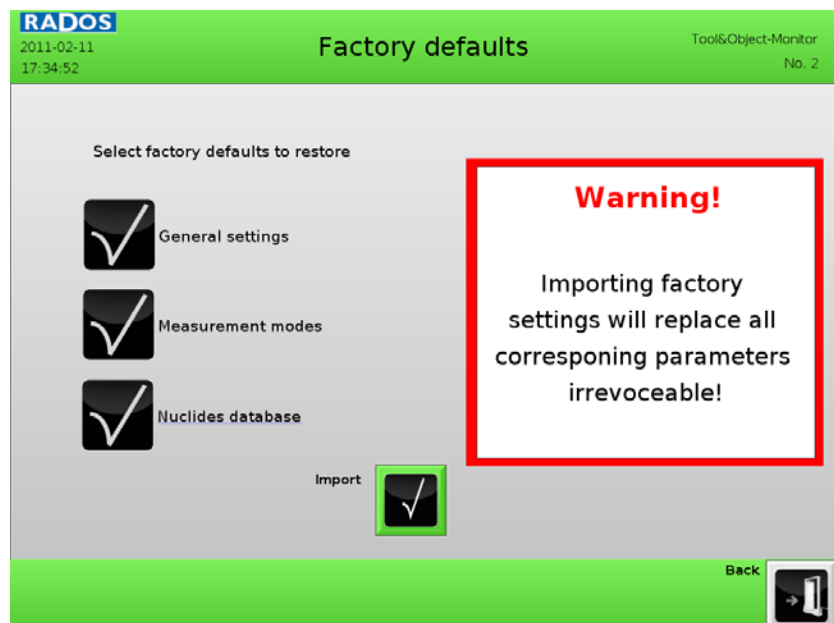 RADOS
2011-02-11
17:34:52
Factory defaults
Tool&Object-Monitor
No. 2
Select factory defaults to restore
General settings
Measurement modes
Nuclides database
Import
Warning!
Importing factory
settings will replace all
corresponing parameters
irrevoceable!
Back